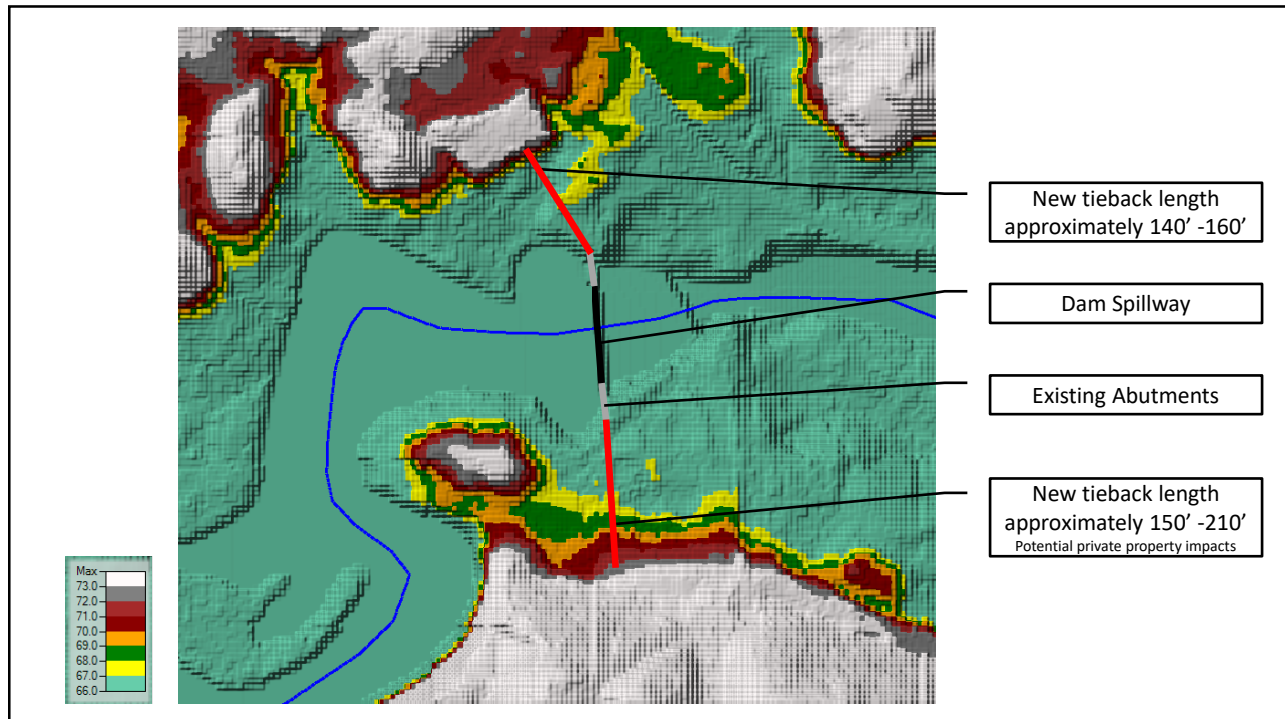 New tieback length
approximately 140’ -160’
Dam Spillway
Existing Abutments
New tieback length
approximately 150’ -210’
Potential private property impacts
Max
73.0
72.0
71.0
70.0
69.0
68.0
67.0
66.0